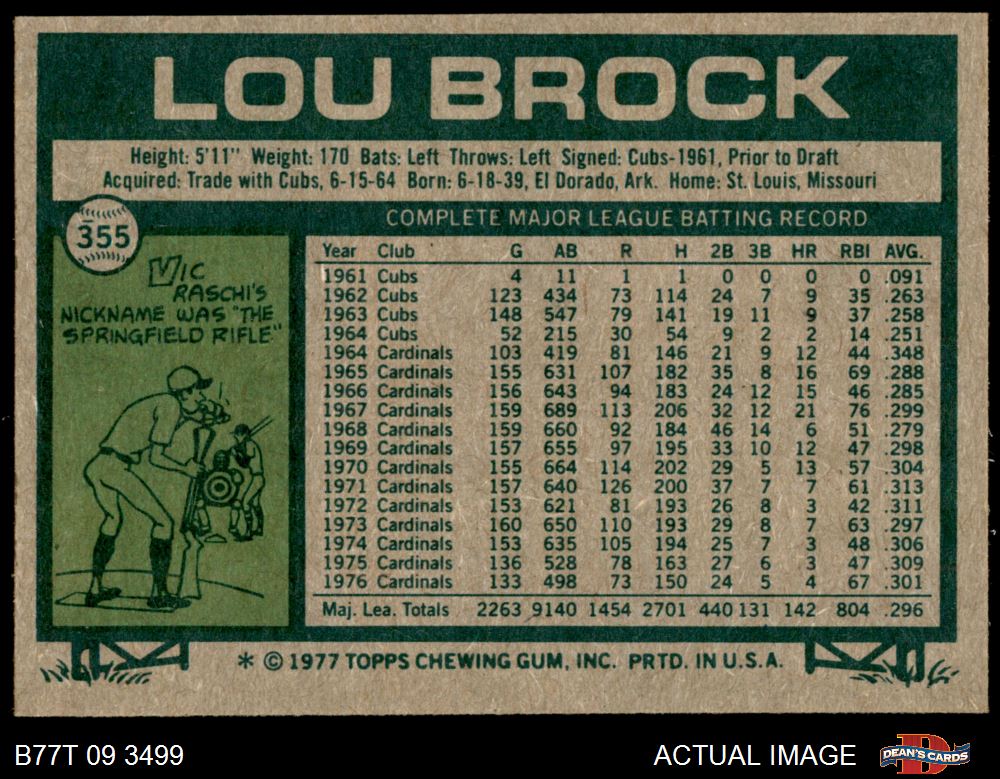 LOU BROCK
Height: 5'11" Weight: 170 Bats: Left Throws: Left Signed: Cubs-1961, Prior to Draft
Acquired: Trade with Cubs, 6-15-64 Born: 6-18-39, El Dorado, Ark. Home: St. Louis, Missouri
355
VIC
RASCHI'S
NICKNAME WAS "THE
SPRINGFIELD RIFLE"
COMPLETE MAJOR LEAGUE BATTING RECORD
Year Club G AB R H 2B 3B HR RBI AVG.
1961 Cubs 4 11 1 1 0 0 0 0 .091
1962 Cubs 123 434 73 114 24 7 9 35 .263
1963 Cubs 148 547 79 141 19 11 9 37 .258
1964 Cubs 52 215 30 54 9 2 2 14 .251
1964 Cardinals 103 419 81 146 21 9 12 44 .348
1965 Cardinals 155 631 107 182 35 8 16 69 .288
1966 Cardinals 156 643 94 183 24 12 15 46 .285
1967 Cardinals 159 689 113 206 32 12 21 76 .299
1968 Cardinals 159 660 92 184 46 14 6 51 .279
1969 Cardinals 157 655 97 195 33 10 12 47 .298
1970 Cardinals 155 664 114 202 29 5 13 57 .304
1971 Cardinals 157 640 126 200 37 7 7 61 .313
1972 Cardinals 153 621 81 193 26 8 3 42 .311
1973 Cardinals 160 650 110 193 29 8 7 63 .297
1974 Cardinals 153 635 105 194 25 7 3 48 .306
1975 Cardinals 136 528 78 163 27 6 3 47 .309
1976 Cardinals 133 498 73 150 24 5 4 67 .301
Maj. Lea. Totals 2263 9140 1454 2701 440 131 142 804 .296
* © 1977 TOPPS CHEWING GUM, INC. PRTD. IN U.S.A.
B77T 09 3499
ACTUAL IMAGE
DEAN'S CARDS